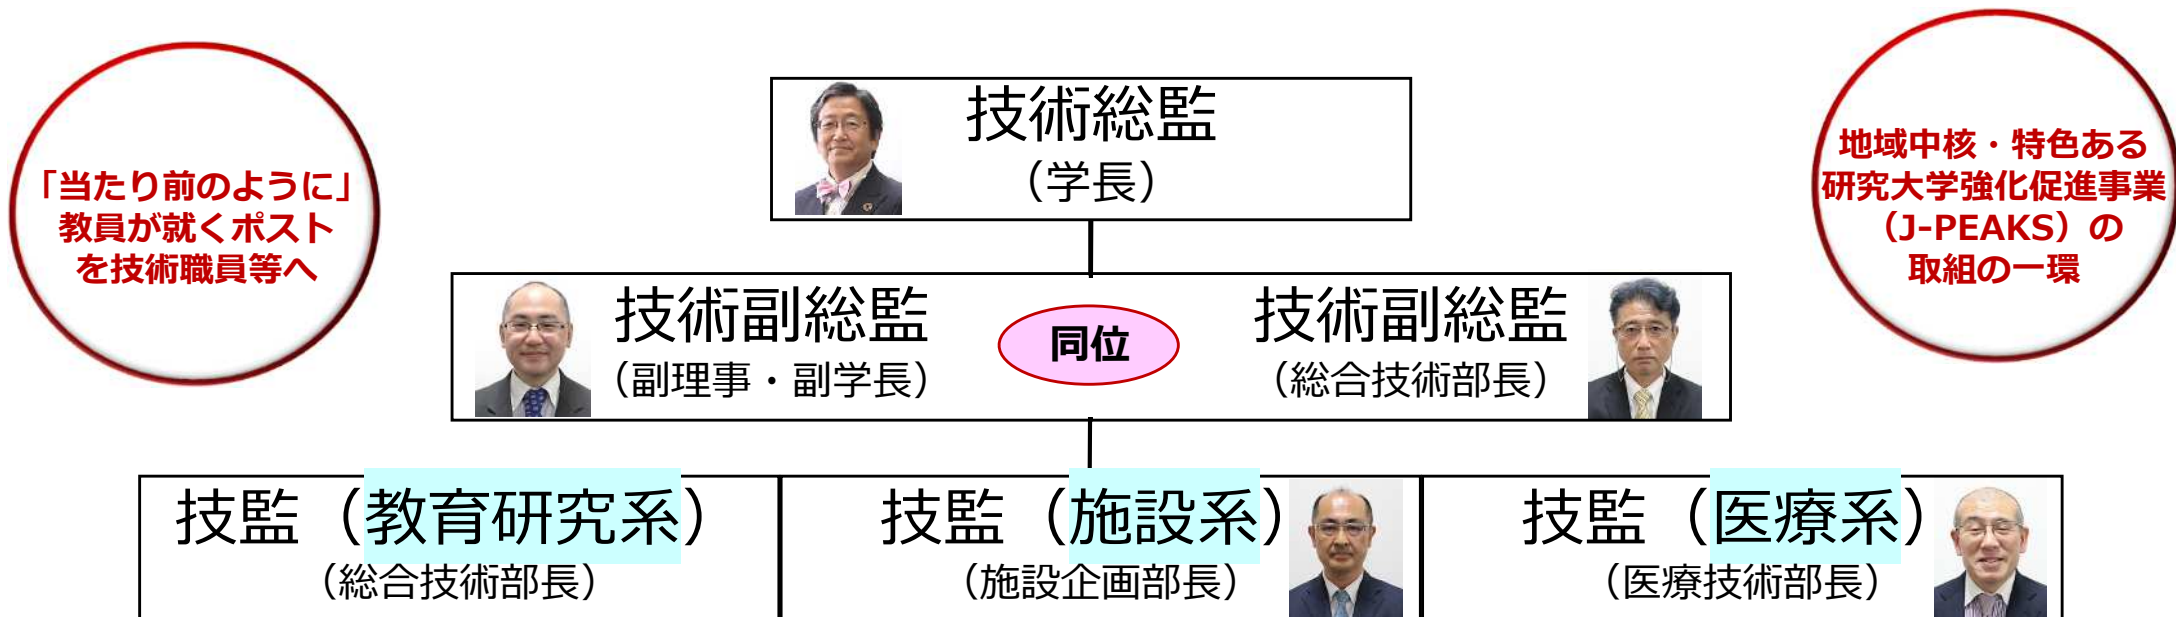 「当たり前のように」
教員が就くポスト
を技術職員等へ
技術総監
（学長）
地域中核・特色ある
研究大学強化促進事業
（J-PEAKS）の
取組の一環
技術副総監
（副理事・副学長）
同位
技術副総監
（総合技術部長）
技監（教育研究系）
（総合技術部長）
技監（施設系）
（施設企画部長）
技監（医療系）
（医療技術部長）